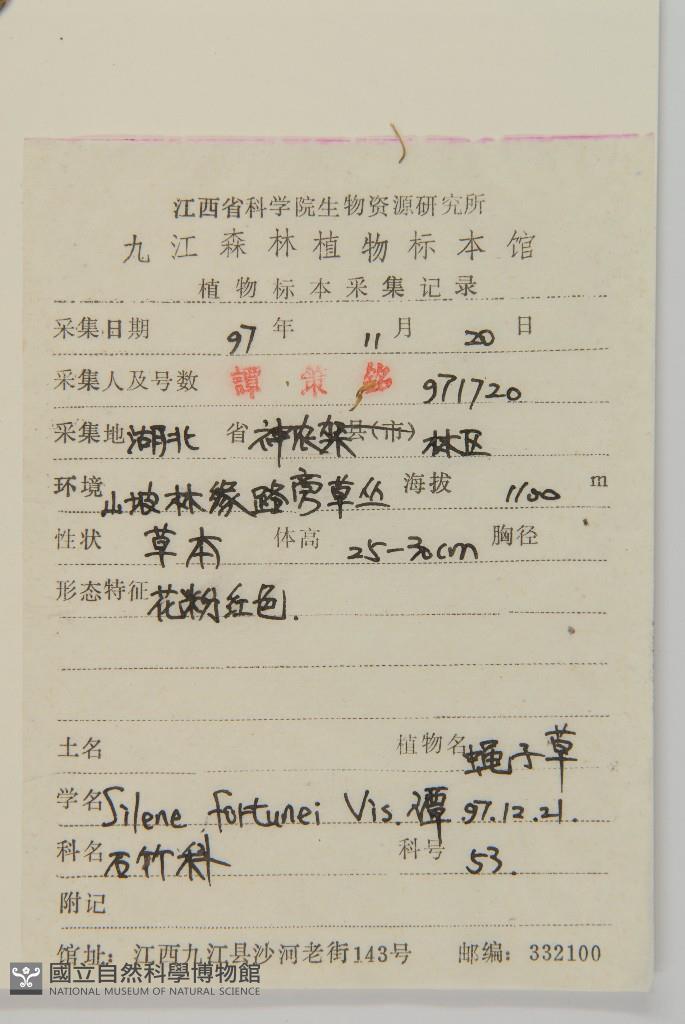 江西省科学院生物资源研究所
九江森林植物标本馆
植物标本采集记录
采集日期 97 年 11 月 20 日
采集人及号数 譚·策铭 971720
采集地 湖北 省 神农架 县(市) 林区
环境 山坡林缘路旁草丛 海拔 1100 m
性状 草本 体高 25-30cm 胸径
形态特征 花粉红色.
土名 植物名 蝇子草
学名 Silene fortunei Vis. 谭 97.12.21.
科名 石竹科 科号 53.
附记
馆址: 江西九江县沙河老街143号 邮编: 332100
國立自然科學博物館
NATIONAL MUSEUM OF NATURAL SCIENCE